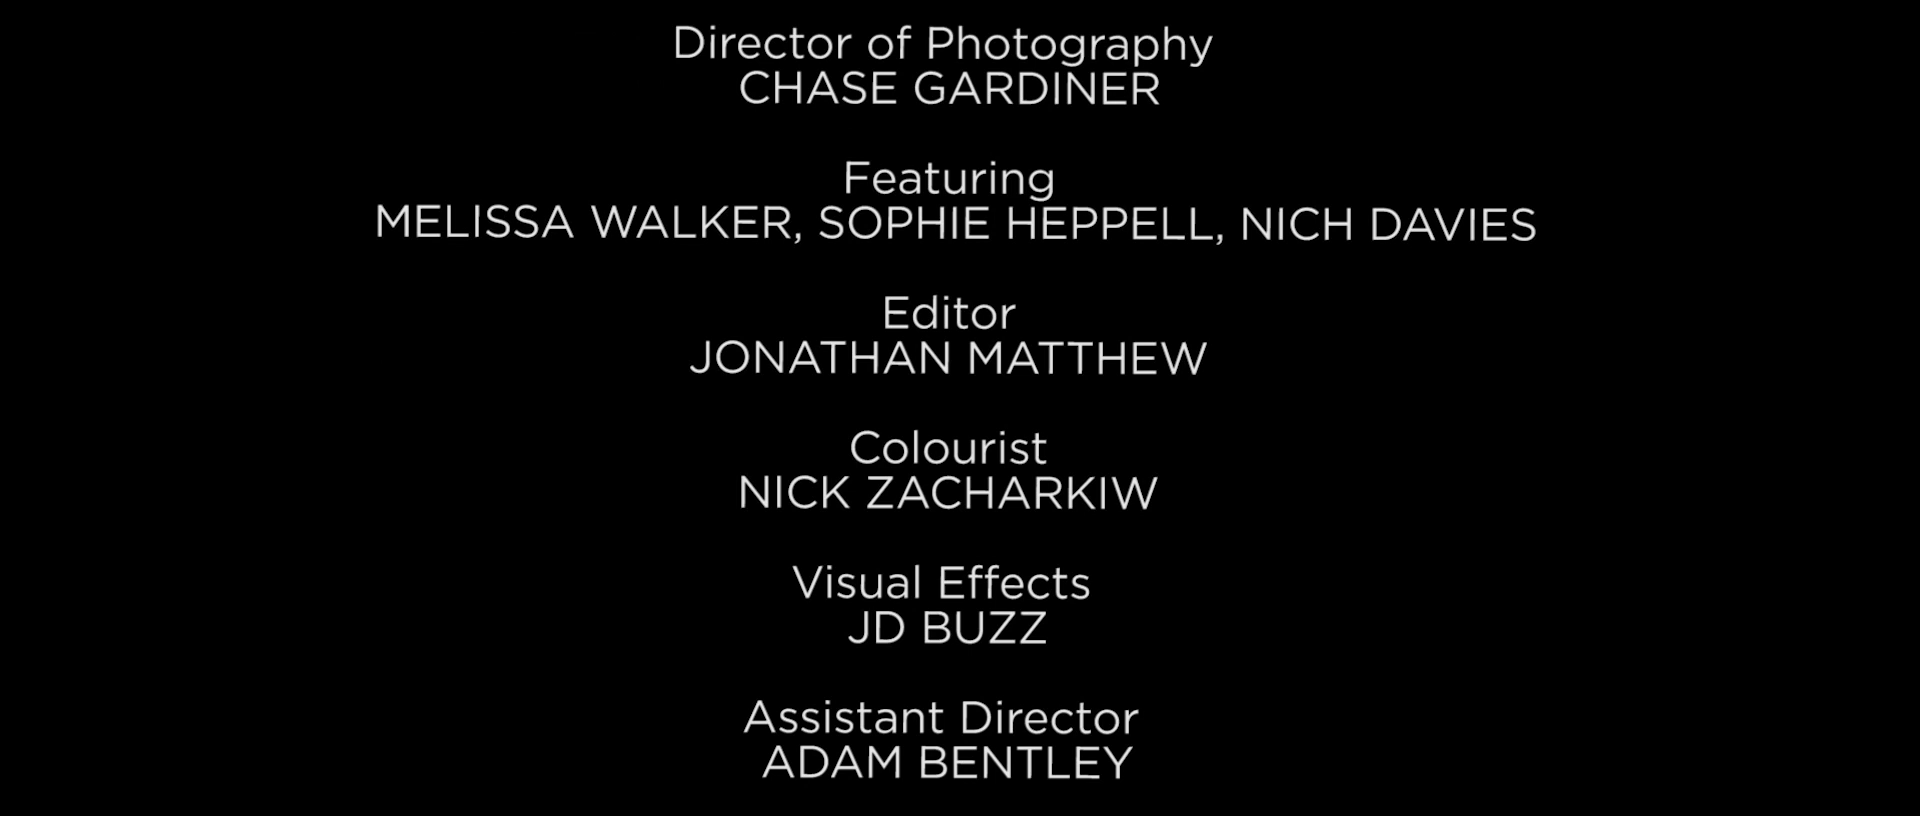 Director of Photography
CHASE GARDINER
Featuring
MELISSA WALKER, SOPHIE HEPPELL, NICH DAVIES
Editor
JONATHAN MATTHEW
Colourist
NICK ZACHARKIW
Visual Effects
JD BUZZ
Assistant Director
ADAM BENTLEY